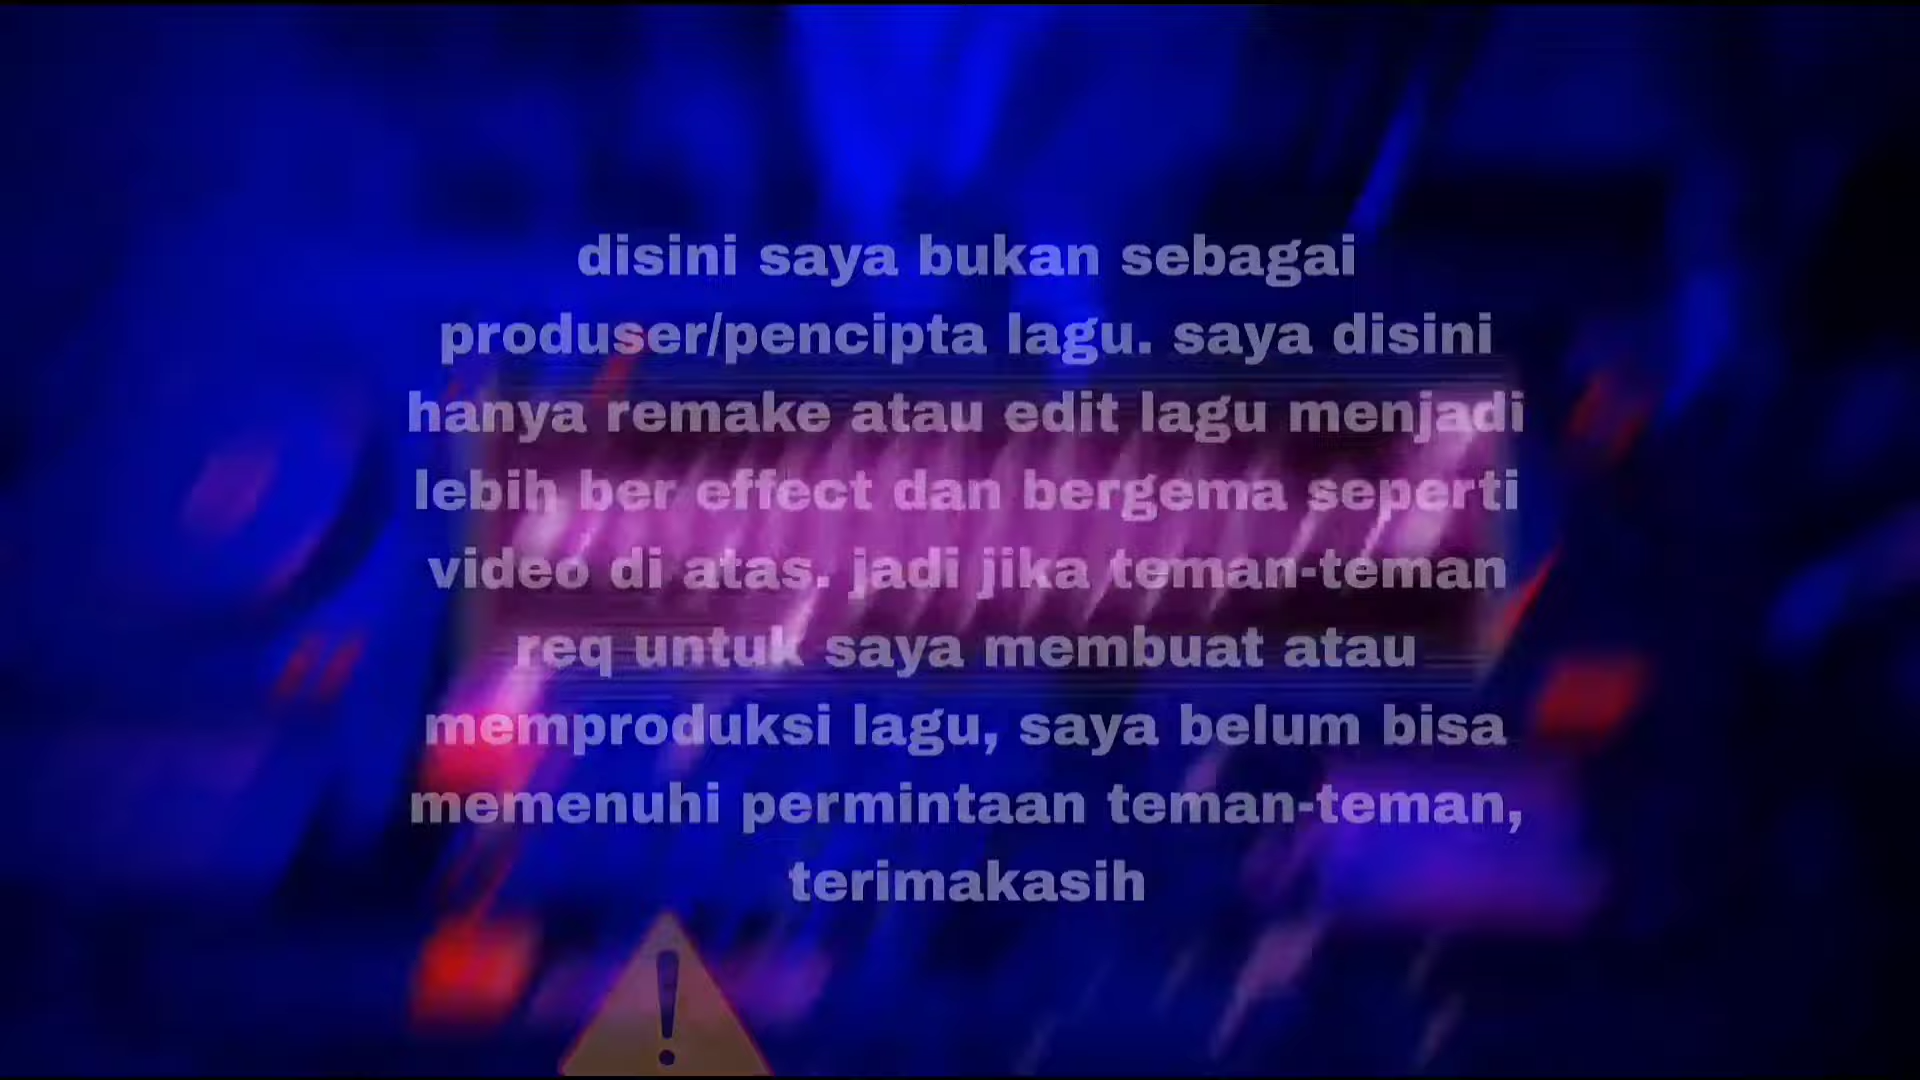 disini saya bukan sebagai
produser/pencipta lagu. saya disini
hanya remake atau edit lagu menjadi
lebih ber effect dan bergema seperti
video di atas. jadi jika teman-teman
req untuk saya membuat atau
memproduksi lagu, saya belum bisa
memenuhi permintaan teman-teman,
terimakasih
!